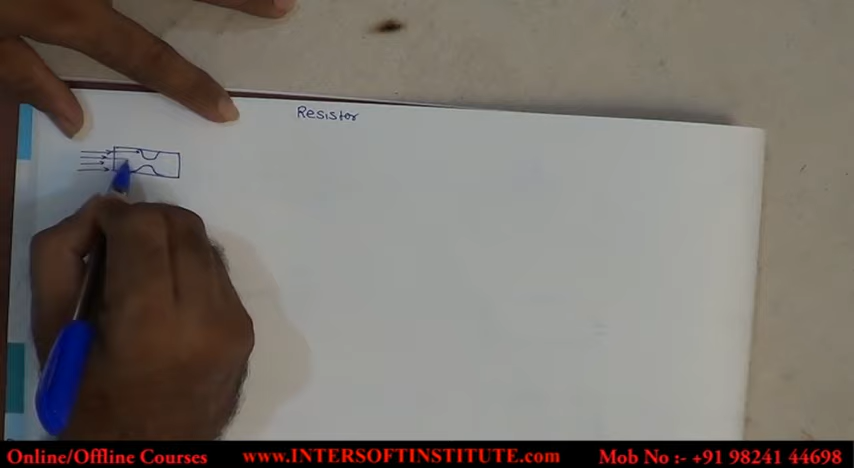 Resistor
Online/Offline Courses www.INTERSOFTINSTITUTE.com Mob No :- +91 98241 44698